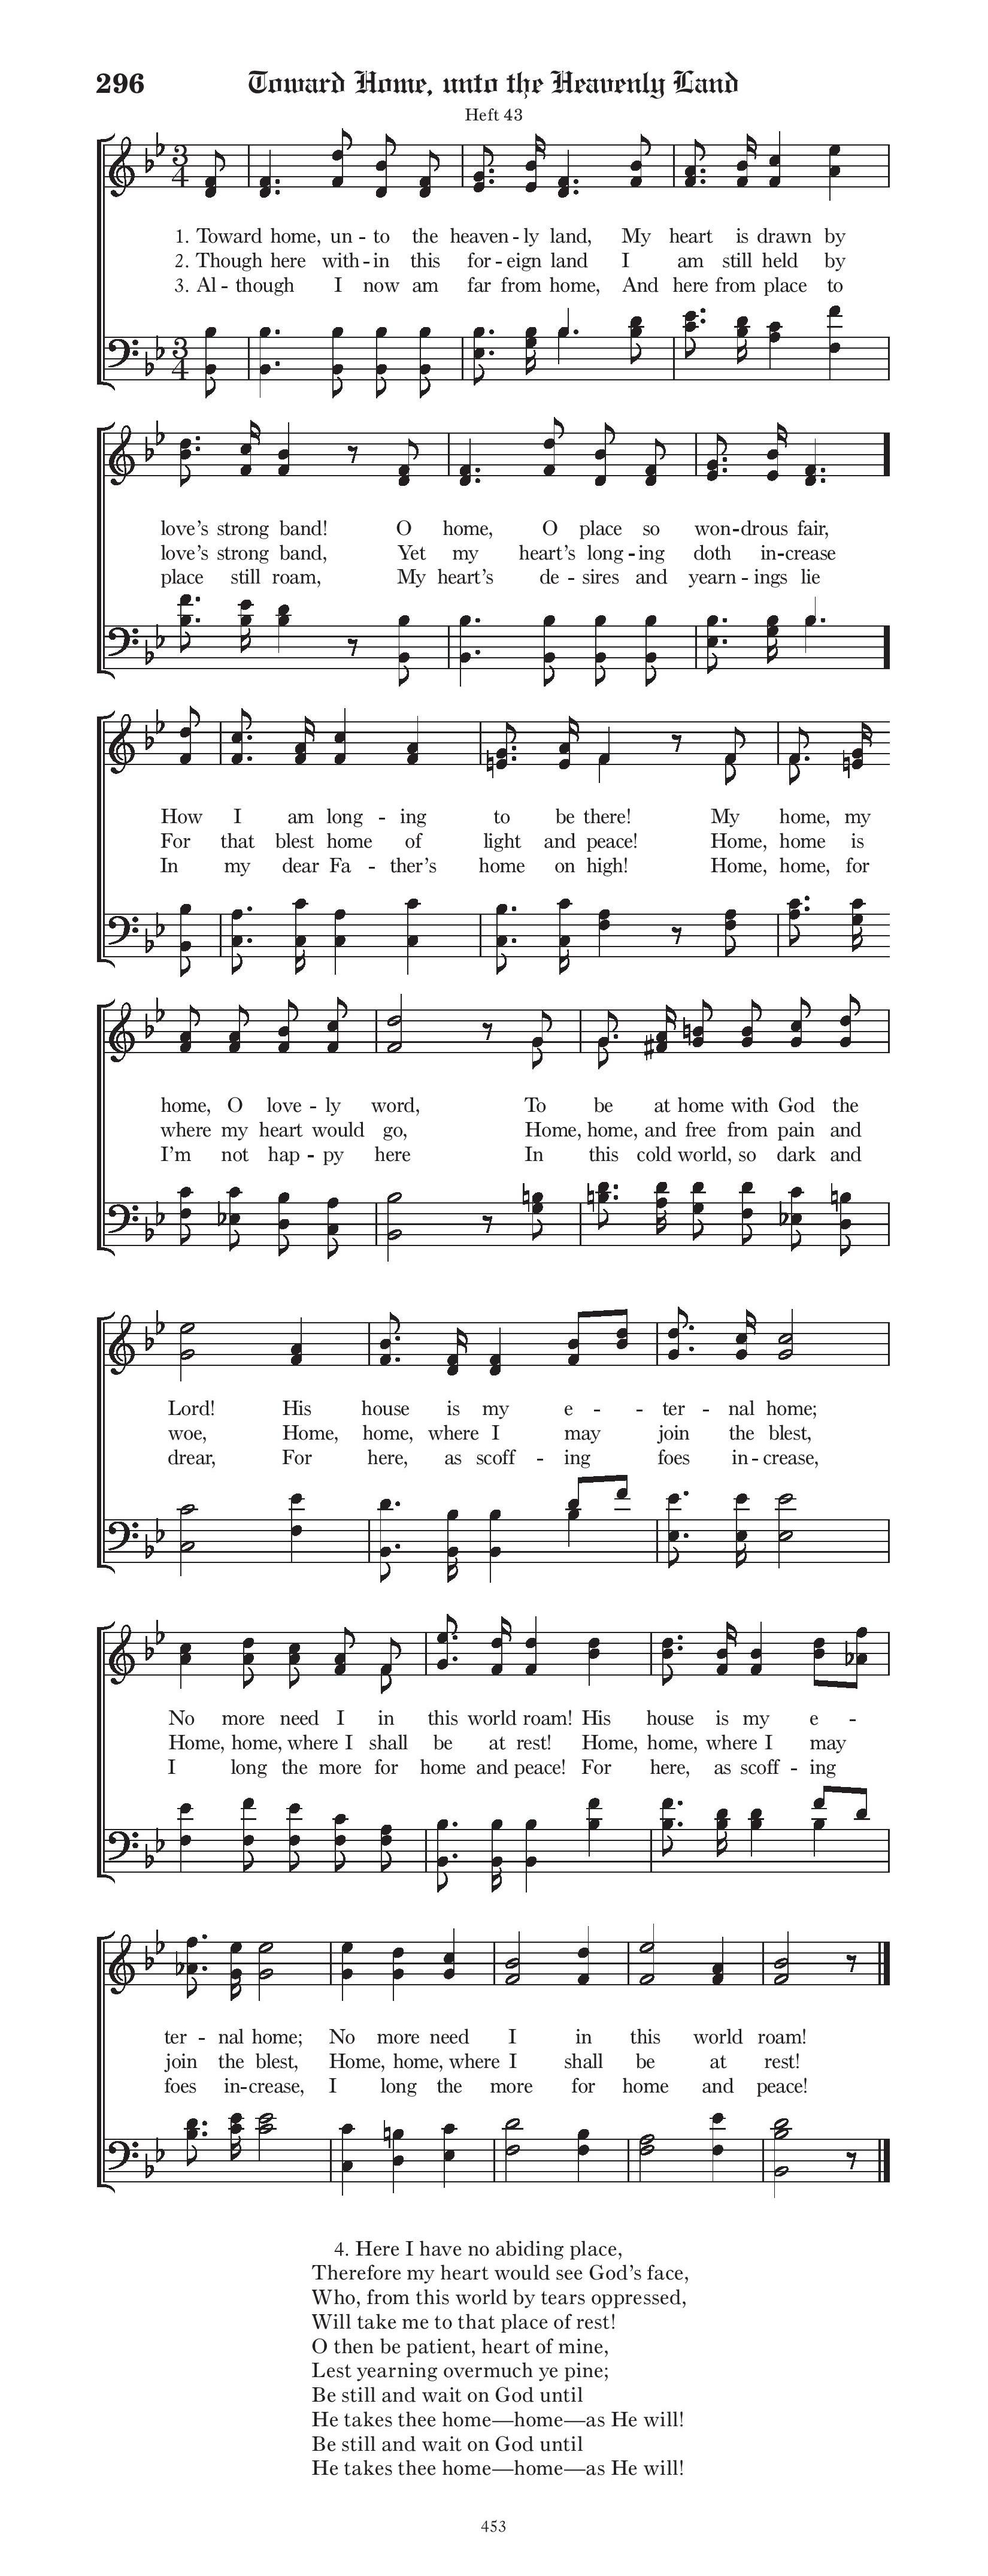 296 Toward Home, unto the Heavenly Land
Heft 43
1. Toward home, un - to the heaven - ly land, My heart is drawn by
2. Though here with - in this for - eign land I am still held by
3. Al - though I now am far from home, And here from place to
love's strong band! O home, O place so won - drous fair,
love's strong band, Yet my heart's long - ing doth in - crease
place still roam, My heart's de - sires and yearn - ings lie
How I am long - ing to be there! My home, my
For that blest home of light and peace! Home, home is
In my dear Fa - ther's home on high! Home, home, for
home, O love - ly word, To be at home with God the
where my heart would go, Home, home, and free from pain and
I'm not hap - py here In this cold world, so dark and
Lord! His house is my e - - ter - nal home;
woe, Home, home, where I may join the blest,
drear, For here, as scoff - ing foes in - crease,
No more need I in this world roam! His house is my e -
Home, home, where I shall be at rest! Home, home, where I may
I long the more for home and peace! For here, as scoff - ing
ter - nal home; No more need I in this world roam!
join the blest, Home, home, where I shall be at rest!
foes in - crease, I long the more for home and peace!
4. Here I have no abiding place,
Therefore my heart would see God's face,
Who, from this world by tears oppressed,
Will take me to that place of rest!
O then be patient, heart of mine,
Lest yearning overmuch ye pine;
Be still and wait on God until
He takes thee home—home—as He will!
Be still and wait on God until
He takes thee home—home—as He will!
453